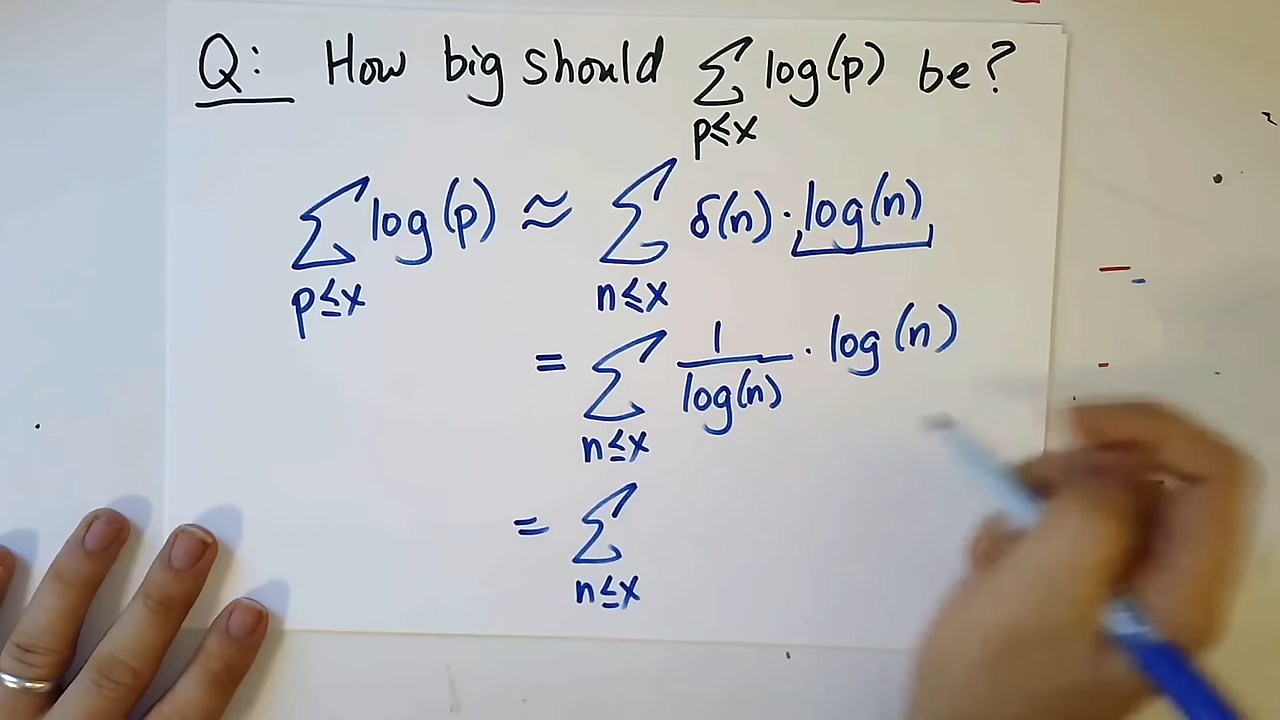 Q: How big should ∑ log(p) be?
p≤x
∑ log(p) ≈ ∑ δ(n) · log(n)
p≤x n≤x
= ∑ 1/log(n) · log(n)
n≤x
= ∑
n≤x